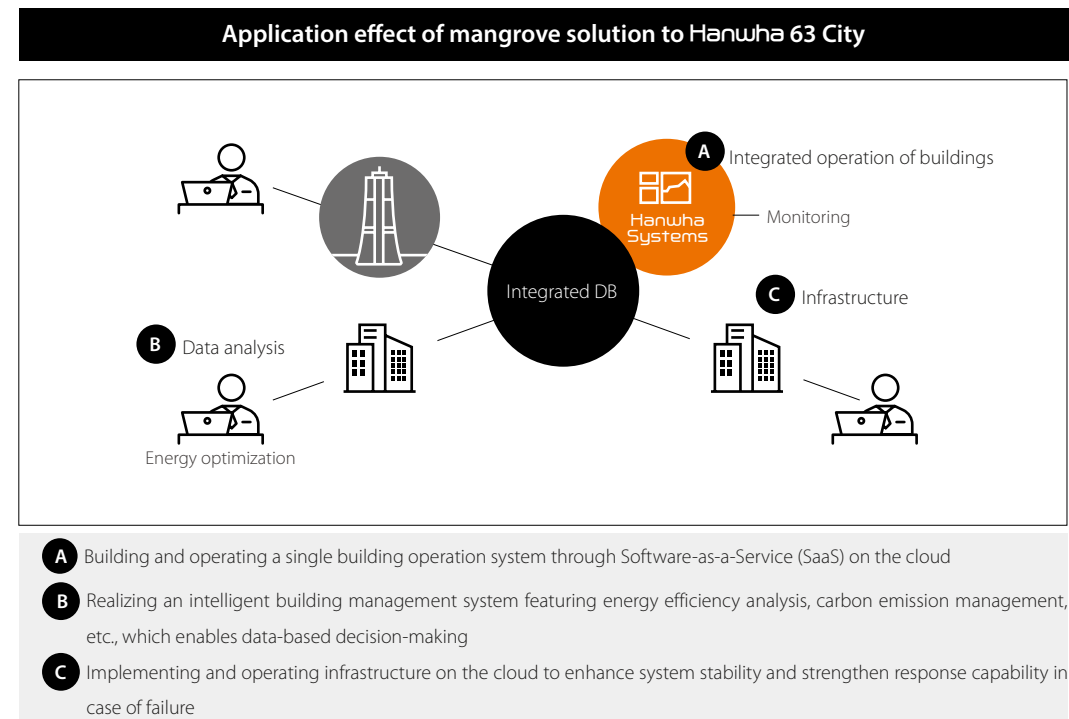 Application effect of mangrove solution to Hanwha 63 City
A Integrated operation of buildings
Hanwha
Systems
Monitoring
Integrated DB
C Infrastructure
B Data analysis
Energy optimization
A Building and operating a single building operation system through Software-as-a-Service (SaaS) on the cloud
B Realizing an intelligent building management system featuring energy efficiency analysis, carbon emission management,
etc., which enables data-based decision-making
C Implementing and operating infrastructure on the cloud to enhance system stability and strengthen response capability in
case of failure